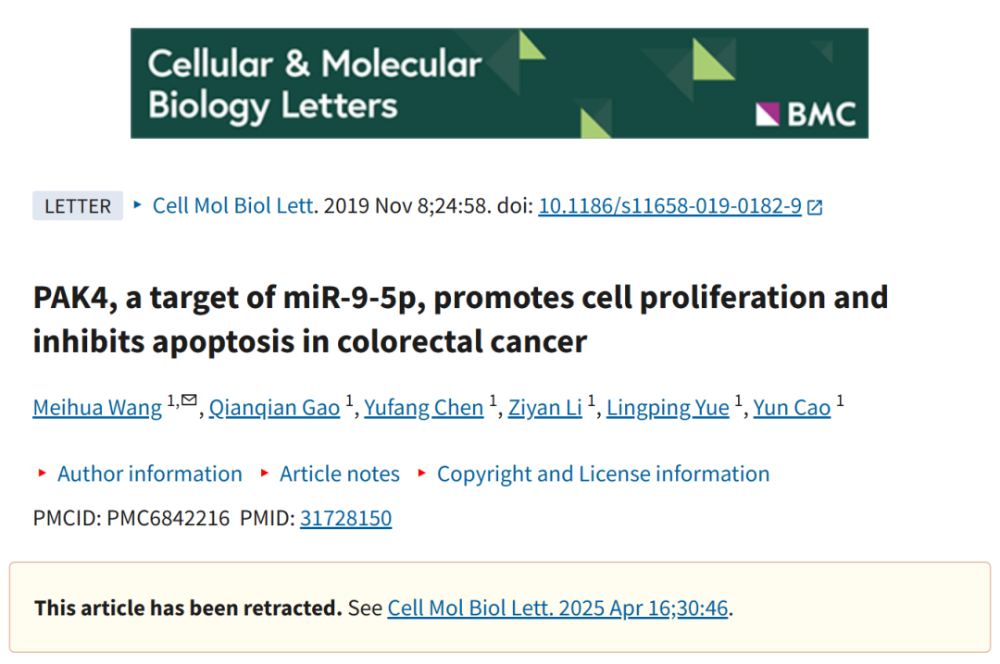 Cellular & Molecular
Biology Letters
BMC
LETTER ‣ Cell Mol Biol Lett. 2019 Nov 8;24:58. doi: 10.1186/s11658-019-0182-9
PAK4, a target of miR-9-5p, promotes cell proliferation and
inhibits apoptosis in colorectal cancer
Meihua Wang 1,✉, Qianqian Gao 1, Yufang Chen 1, Ziyan Li 1, Lingping Yue 1, Yun Cao 1
‣ Author information ‣ Article notes ‣ Copyright and License information
PMCID: PMC6842216 PMID: 31728150
This article has been retracted. See Cell Mol Biol Lett. 2025 Apr 16;30:46.